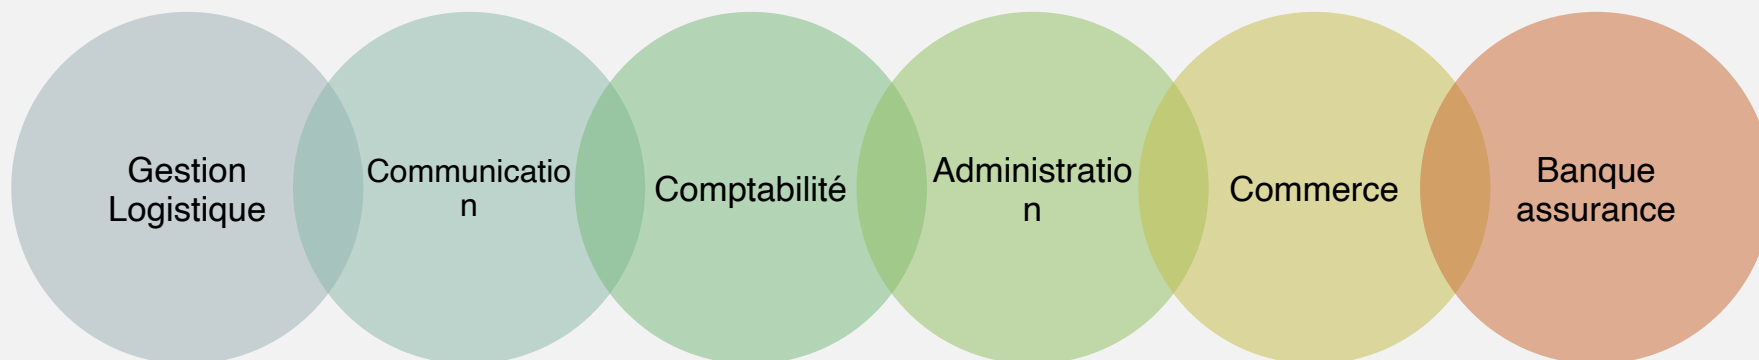 Gestion
Logistique
Communicatio
n
Comptabilité
Administratio
n
Commerce
Banque
assurance